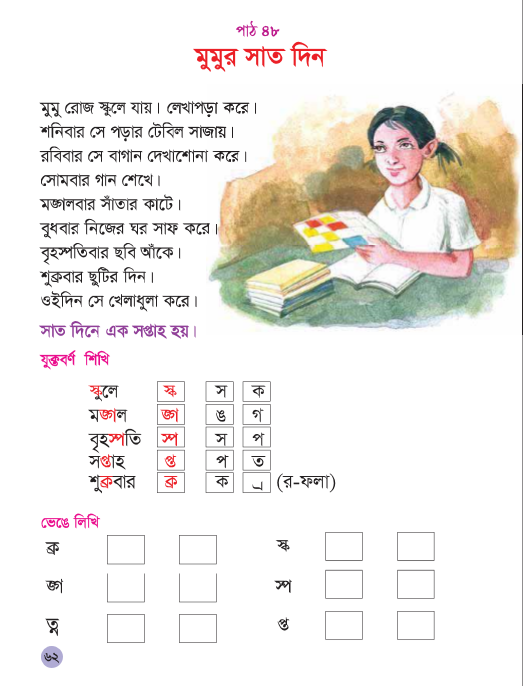 পাঠ ৪৮
মুমুর সাত দিন
মুমু রোজ স্কুলে যায়। লেখাপড়া করে।
শনিবার সে পড়ার টেবিল সাজায়।
রবিবার সে বাগান দেখাশোনা করে।
সোমবার গান শেখে।
মঙ্গলবার সাঁতার কাটে।
বুধবার নিজের ঘর সাফ করে।
বৃহস্পতিবার ছবি আঁকে।
শুক্রবার ছুটির দিন।
ওইদিন সে খেলাধুলা করে।
সাত দিনে এক সপ্তাহ হয়।
যুক্তবর্ণ শিখি
স্কুলে স্ক স ক
মঙ্গল ঙ্গ ঙ গ
বৃহস্পতি স্প স প
সপ্তাহ প্ত প ত
শুক্রবার ক্র ক ্র (র-ফলা)
ভেঙে লিখি
ক্র স্ক
ঙ্গ স্প
ত্ন প্ত
৬২